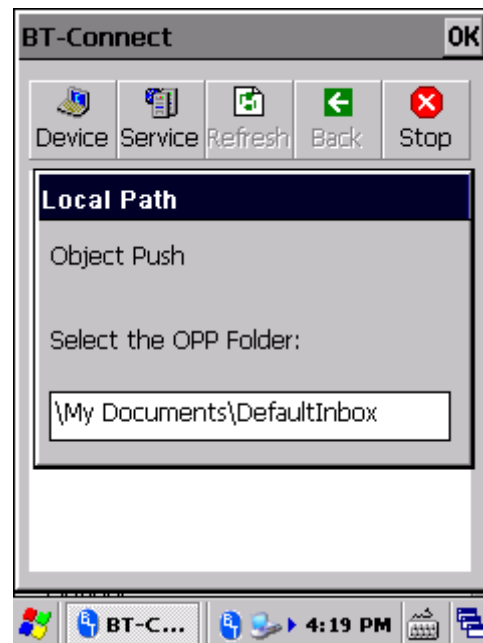 BT-Connect OK
Device Service Refresh Back Stop
Local Path
Object Push
Select the OPP Folder:
\My Documents\DefaultInbox
BT-C... 4:19 PM